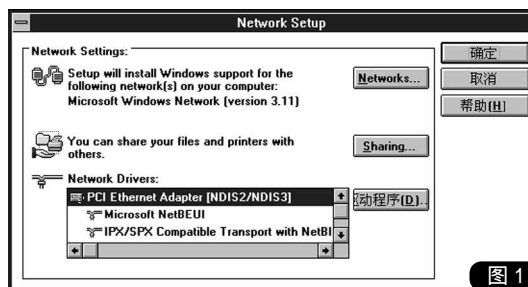 Network Setup
Network Settings:
Setup will install Windows support for the
following network(s) on your computer:
Microsoft Windows Network (version 3.11)
Networks...
You can share your files and printers with
others.
Sharing...
Network Drivers:
PCI Ethernet Adapter [NDIS2/NDIS3]
Microsoft NetBEUI
IPX/SPX Compatible Transport with NetBI
动程序(D)..
确定
取消
帮助(H)
图 1